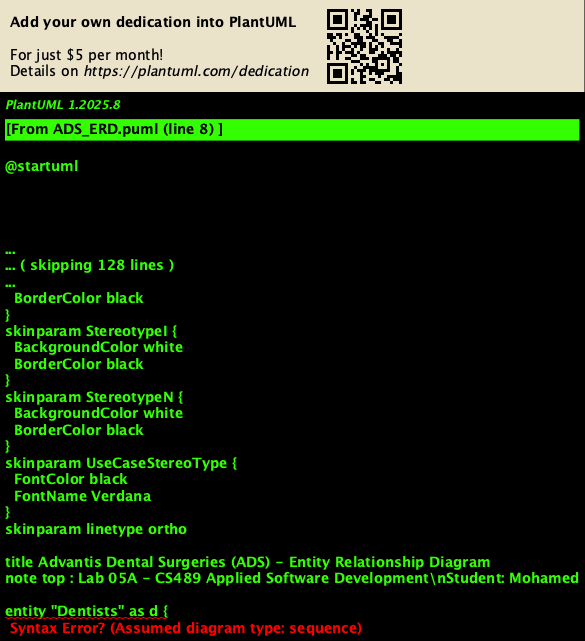 Add your own dedication into PlantUML
For just $5 per month!
Details on https://plantuml.com/dedication
PlantUML 1.2025.8
[From ADS_ERD.puml (line 8) ]
@startuml
...
... ( skipping 128 lines )
...
BorderColor black
}
skinparam StereotypeI {
BackgroundColor white
BorderColor black
}
skinparam StereotypeN {
BackgroundColor white
BorderColor black
}
skinparam UseCaseStereoType {
FontColor black
FontName Verdana
}
skinparam linetype ortho
title Advantis Dental Surgeries (ADS) - Entity Relationship Diagram
note top : Lab 05A - CS489 Applied Software Development\nStudent: Mohamed
entity "Dentists" as d {
Syntax Error? (Assumed diagram type: sequence)